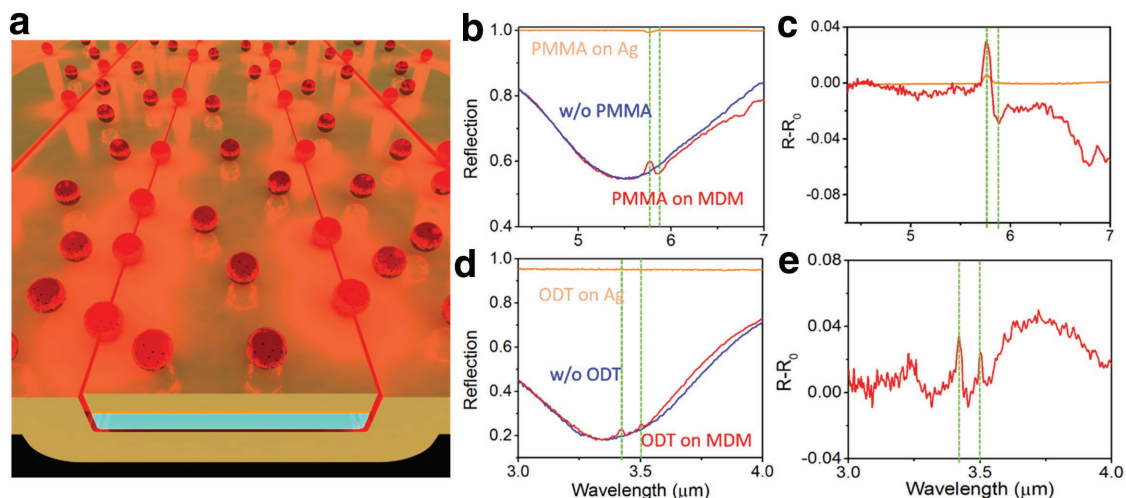 a
b
1.0
0.8
0.6
0.4
Reflection
PMMA on Ag
w/o PMMA
PMMA on MDM
5
6
7
c
0.04
0.00
-0.04
-0.08
R-R0
5
6
7
d
1.0
0.8
0.6
0.4
0.2
Reflection
ODT on Ag
w/o ODT
ODT on MDM
3.0
3.5
4.0
Wavelength (μm)
e
0.08
0.04
0.00
-0.04
R-R0
3.0
3.5
4.0
Wavelength (μm)